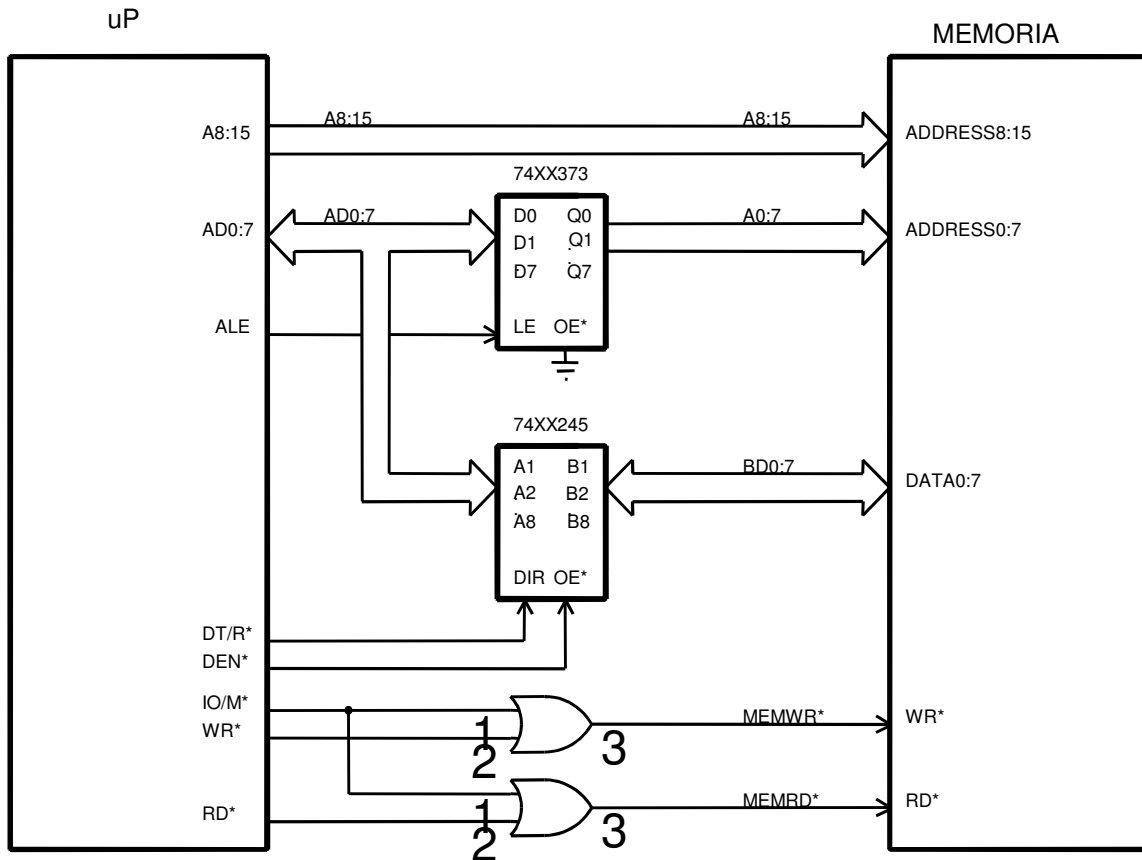 uP
MEMORIA
A8:15
A8:15
A8:15
ADDRESS8:15
74XX373
AD0:7
AD0:7
D0 Q0
D1 Q1
D7 Q7
A0:7
ADDRESS0:7
ALE
LE OE*
74XX245
A1 B1
A2 B2
A8 B8
BD0:7
DATA0:7
DIR OE*
DT/R*
DEN*
IO/M*
WR*
1
2
3
MEMWR*
WR*
RD*
1
2
3
MEMRD*
RD*